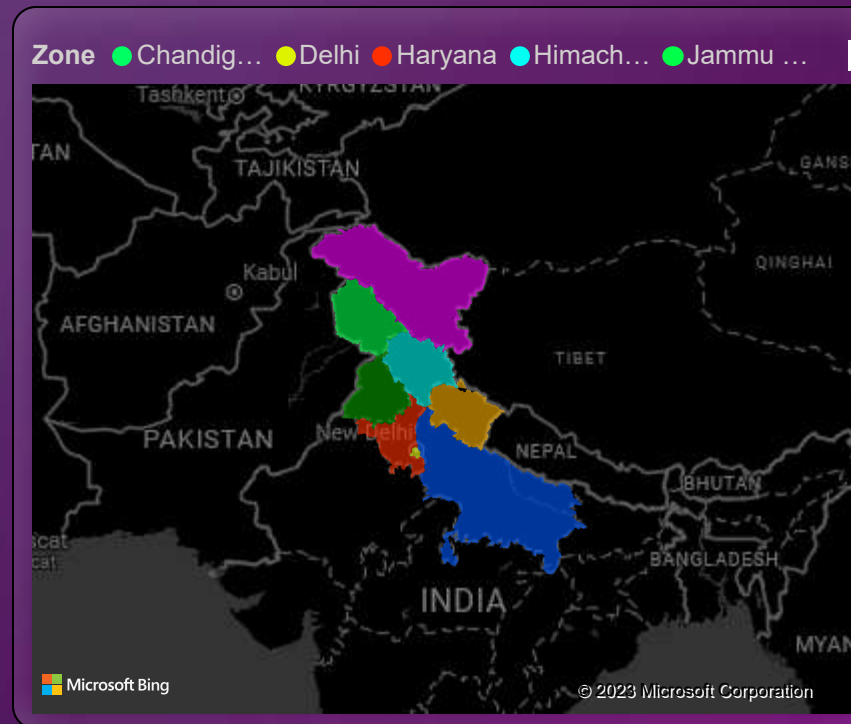 Zone Chandig... Delhi Haryana Himach... Jammu ...
Tashkent
KYRGYZSTAN
TAN
TAJIKISTAN
GANS
Kabul
QINGHAI
AFGHANISTAN
TIBET
New Delhi
PAKISTAN
NEPAL
BHUTAN
scat
cat
BANGLADESH
INDIA
MYAN
Microsoft Bing
© 2023 Microsoft Corporation